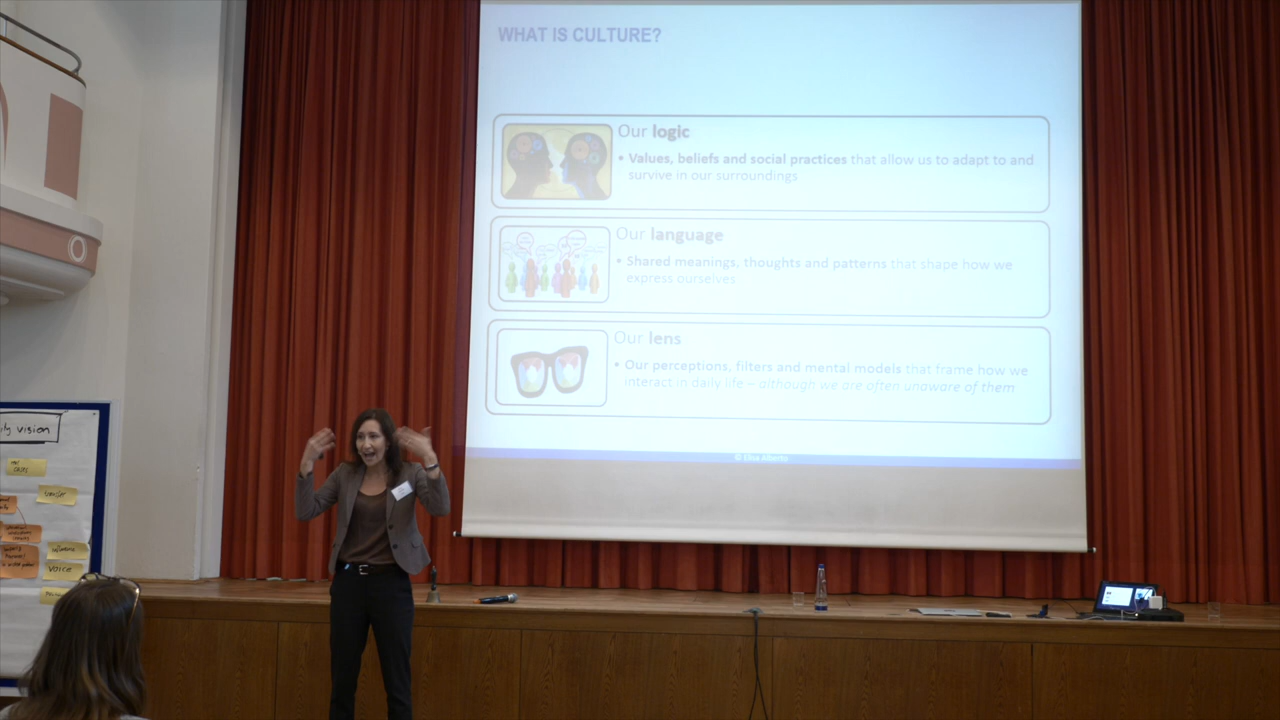 WHAT IS CULTURE?
Our logic
• Values, beliefs and social practices that allow us to adapt to and
survive in our surroundings
Our language
• Shared meanings, thoughts and patterns that shape how we
express ourselves
Our lens
• Our perceptions, filters and mental models that frame how we
interact in daily life – although we are often unaware of them
© Elisa Alberto
vision
voice